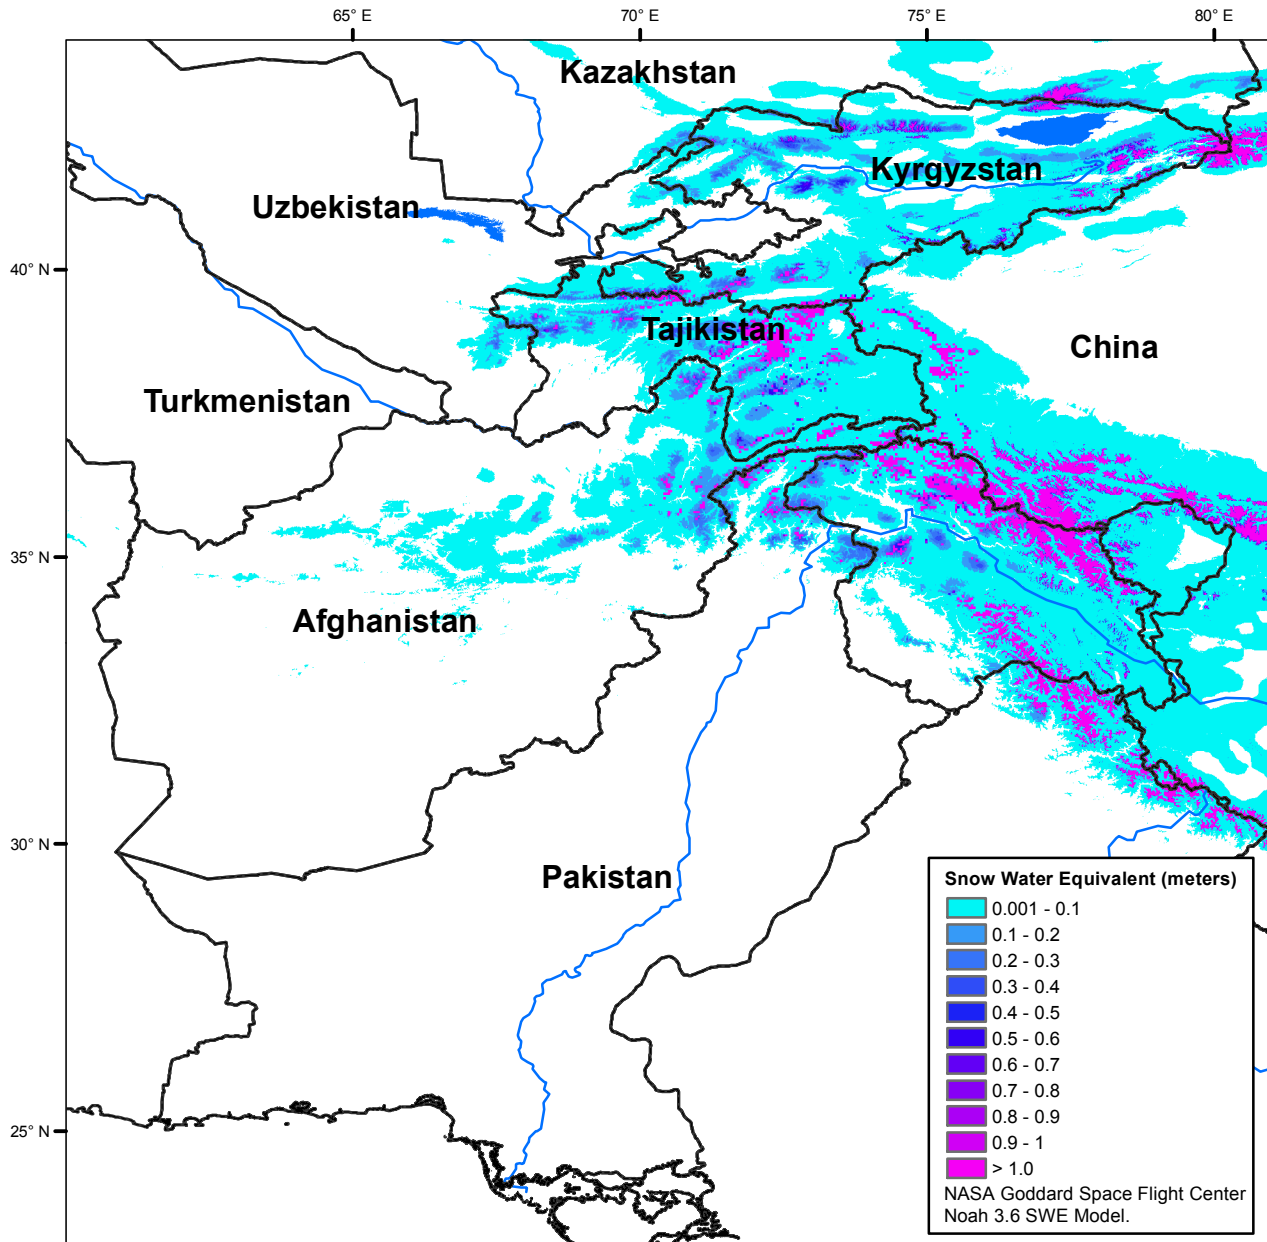 65° E
70° E
75° E
80° E
Kazakhstan
Kyrgyzstan
Uzbekistan
40° N
Tajikistan
China
Turkmenistan
35° N
Afghanistan
30° N
Pakistan
25° N
Snow Water Equivalent (meters)
0.001 - 0.1
0.1 - 0.2
0.2 - 0.3
0.3 - 0.4
0.4 - 0.5
0.5 - 0.6
0.6 - 0.7
0.7 - 0.8
0.8 - 0.9
0.9 - 1
> 1.0
NASA Goddard Space Flight Center
Noah 3.6 SWE Model.